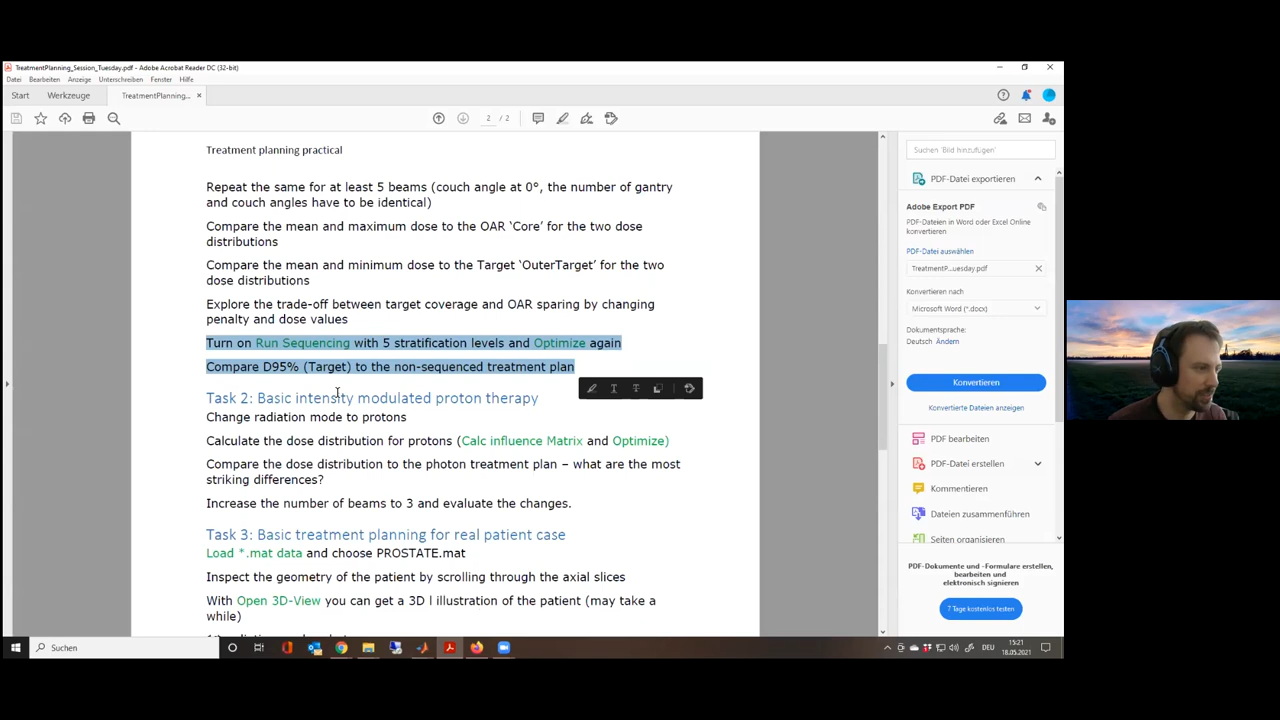 TreatmentPlanning_Session_Tuesday.pdf - Adobe Acrobat Reader DC (32-bit)
Datei Bearbeiten Anzeige Unterschreiben Fenster Hilfe
Start Werkzeuge TreatmentPlanning... ×
2 / 2
Treatment planning practical
Repeat the same for at least 5 beams (couch angle at 0°, the number of gantry
and couch angles have to be identical)
Compare the mean and maximum dose to the OAR ‘Core’ for the two dose
distributions
Compare the mean and minimum dose to the Target ‘OuterTarget’ for the two
dose distributions
Explore the trade-off between target coverage and OAR sparing by changing
penalty and dose values
Turn on Run Sequencing with 5 stratification levels and Optimize again
Compare D95% (Target) to the non-sequenced treatment plan
Task 2: Basic intensity modulated proton therapy
Change radiation mode to protons
Calculate the dose distribution for protons (Calc influence Matrix and Optimize)
Compare the dose distribution to the photon treatment plan – what are the most
striking differences?
Increase the number of beams to 3 and evaluate the changes.
Task 3: Basic treatment planning for real patient case
Load *.mat data and choose PROSTATE.mat
Inspect the geometry of the patient by scrolling through the axial slices
With Open 3D-View you can get a 3D l illustration of the patient (may take a
while)
Suchen 'Bild hinzufügen'
PDF-Datei exportieren
Adobe Export PDF
PDF-Dateien in Word oder Excel Online
konvertieren
PDF-Datei auswählen
TreatmentP...uesday.pdf
Konvertieren nach
Microsoft Word (*.docx)
Dokumentsprache:
Deutsch Ändern
Konvertieren
Konvertierte Dateien anzeigen
PDF bearbeiten
PDF-Datei erstellen
Kommentieren
Dateien zusammenführen
Seiten organisieren
PDF-Dokumente und -Formulare erstellen,
bearbeiten und
elektronisch signieren
7 Tage kostenlos testen
Suchen
DEU
15:21
18.05.2021